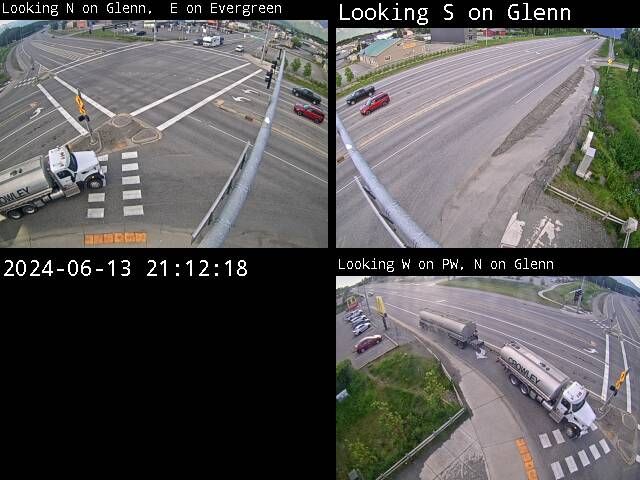 Looking N on Glenn,  E on Evergreen
Looking S on Glenn
CROWLEY
2024-06-13 21:12:18
Looking W on PW, N on Glenn
CROWLEY